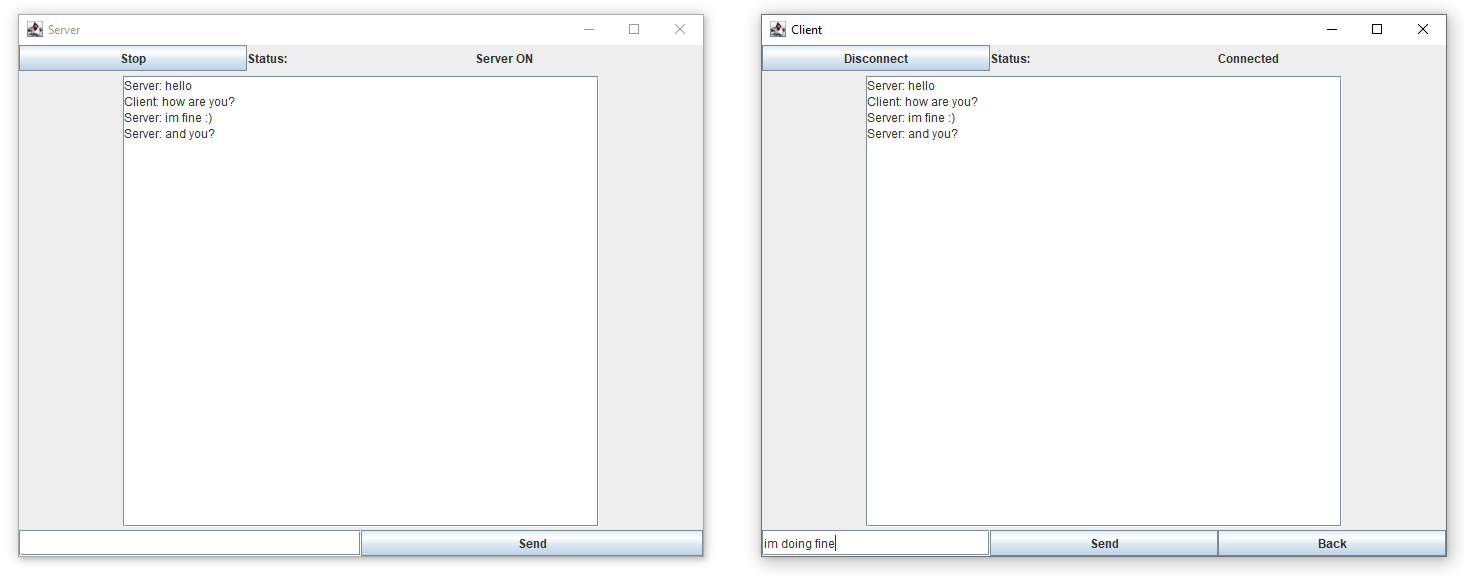 Server
Stop Status: Server ON
Server: hello
Client: how are you?
Server: im fine :)
Server: and you?
Send
Client
Disconnect Status: Connected
Server: hello
Client: how are you?
Server: im fine :)
Server: and you?
im doing fine Send Back